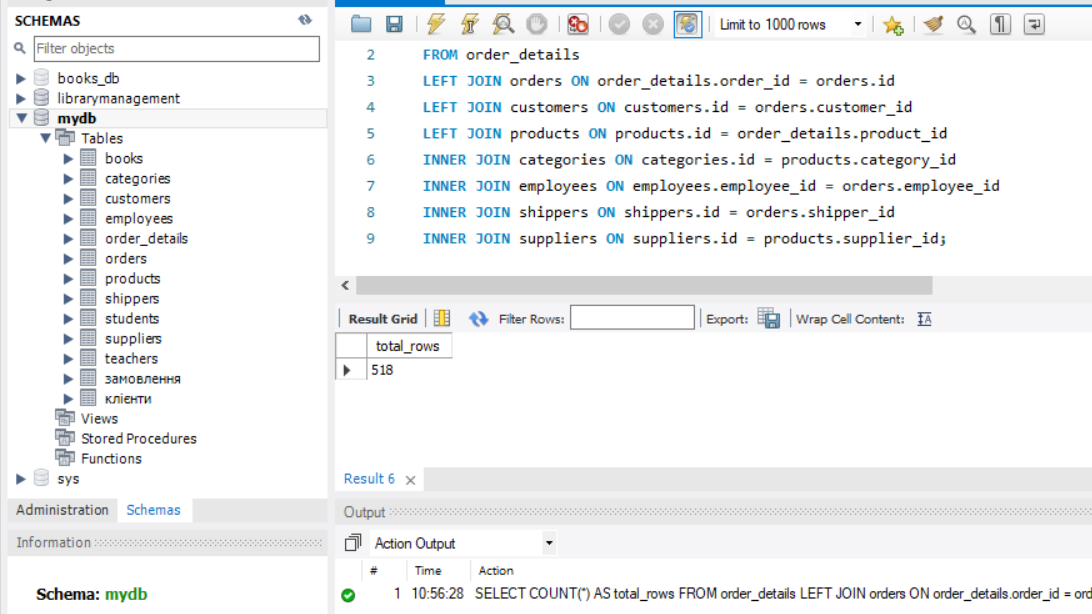 SCHEMAS
Filter objects
books_db
librarymanagement
mydb
Tables
books
categories
customers
employees
order_details
orders
products
shippers
students
suppliers
teachers
замовлення
клієнти
Views
Stored Procedures
Functions
sys
Administration Schemas
Information
Schema: mydb
Limit to 1000 rows
2 FROM order_details
3 LEFT JOIN orders ON order_details.order_id = orders.id
4 LEFT JOIN customers ON customers.id = orders.customer_id
5 LEFT JOIN products ON products.id = order_details.product_id
6 INNER JOIN categories ON categories.id = products.category_id
7 INNER JOIN employees ON employees.employee_id = orders.employee_id
8 INNER JOIN shippers ON shippers.id = orders.shipper_id
9 INNER JOIN suppliers ON suppliers.id = products.supplier_id;
Result Grid Filter Rows: Export: Wrap Cell Content:
total_rows
518
Result 6
Output
Action Output
# Time Action
1 10:56:28 SELECT COUNT(*) AS total_rows FROM order_details LEFT JOIN orders ON order_details.order_id = ord